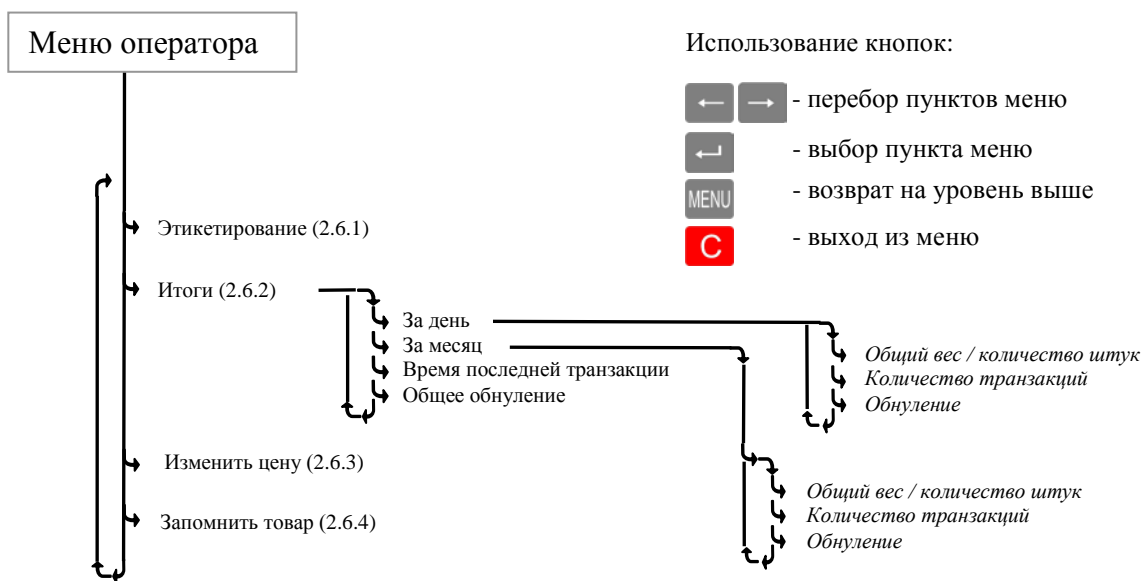 Меню оператора
Использование кнопок:
- перебор пунктов меню
- выбор пункта меню
MENU - возврат на уровень выше
C - выход из меню
Этикетирование (2.6.1)
Итоги (2.6.2)
За день
За месяц
Время последней транзакции
Общее обнуление
Общий вес / количество штук
Количество транзакций
Обнуление
Изменить цену (2.6.3)
Запомнить товар (2.6.4)
Общий вес / количество штук
Количество транзакций
Обнуление